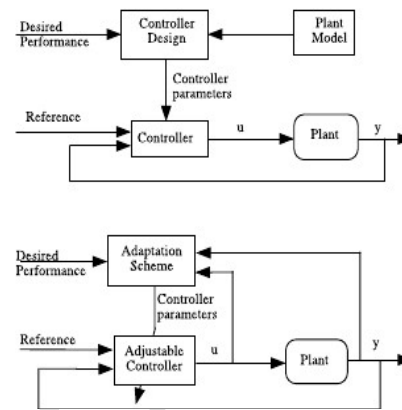 Controller
Design
Plant
Model
Desired
Performance
Controller
parameters
Reference
u
y
Controller
Plant
Adaptation
Scheme
Desired
Performance
Controller
parameters
Reference
u
y
Adjustable
Controller
Plant